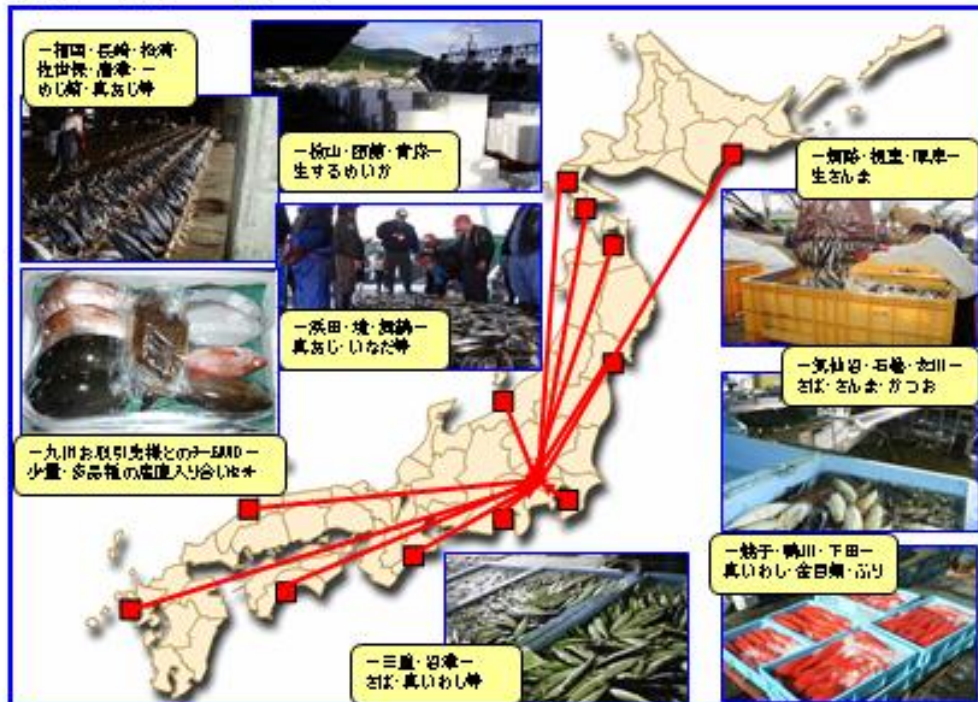 ー福岡・長崎・松浦・
佐世保・唐津・ー
めじ鮪・真あじ等
ー檜山・函館・青森ー
生するめいか
ー釧路・根室・厚岸ー
生さんま
ー浜田・境・舞鶴ー
真あじ・いなだ等
ー気仙沼・石巻・女川ー
さば・さんま・かつお
ー九州お取引先様との
少量・多品種の産直入り合い
ー銚子・鴨川・下田ー
真いわし・金目鯛・ぶり
ー三重・沼津ー
さば・真いわし等